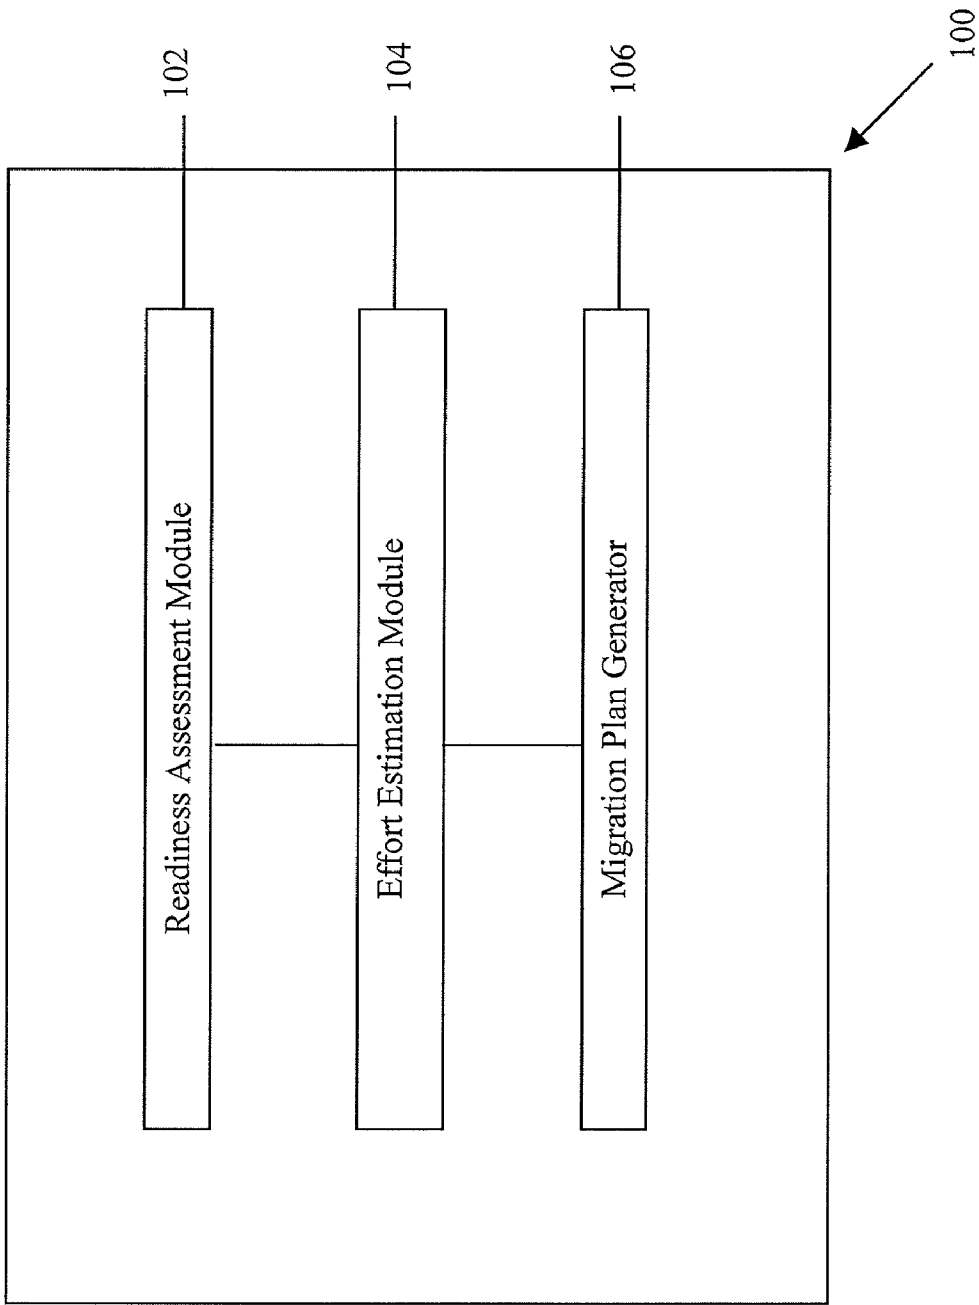 Readiness Assessment Module
102
Effort Estimation Module
104
Migration Plan Generator
106
100